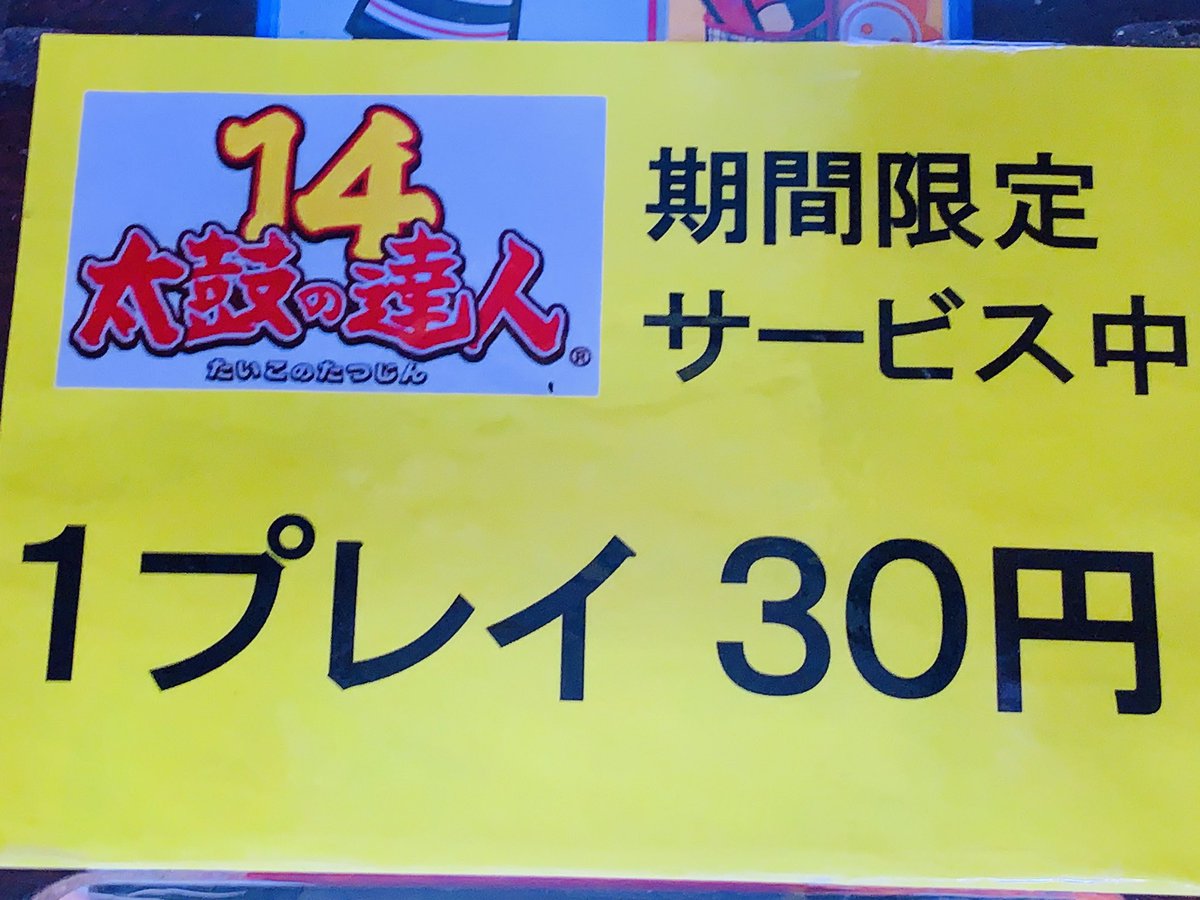 14
太鼓の達人®
たいこのたつじん
期間限定
サービス中
1プレイ 30円